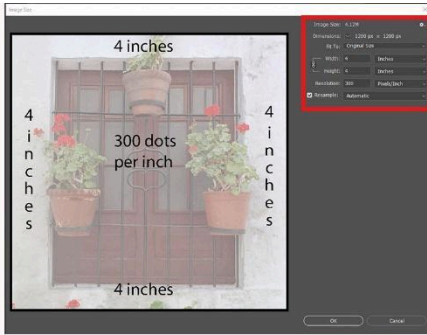 Image Size
Image Size: 4.12M
Dimensions: 1200 px × 1200 px
Fit To: Original Size
Width: 4 Inches
Height: 4 Inches
Resolution: 300 Pixels/Inch
Resample: Automatic
4 inches
4 inches
300 dots
per inch
4 inches
4 inches
OK
Cancel